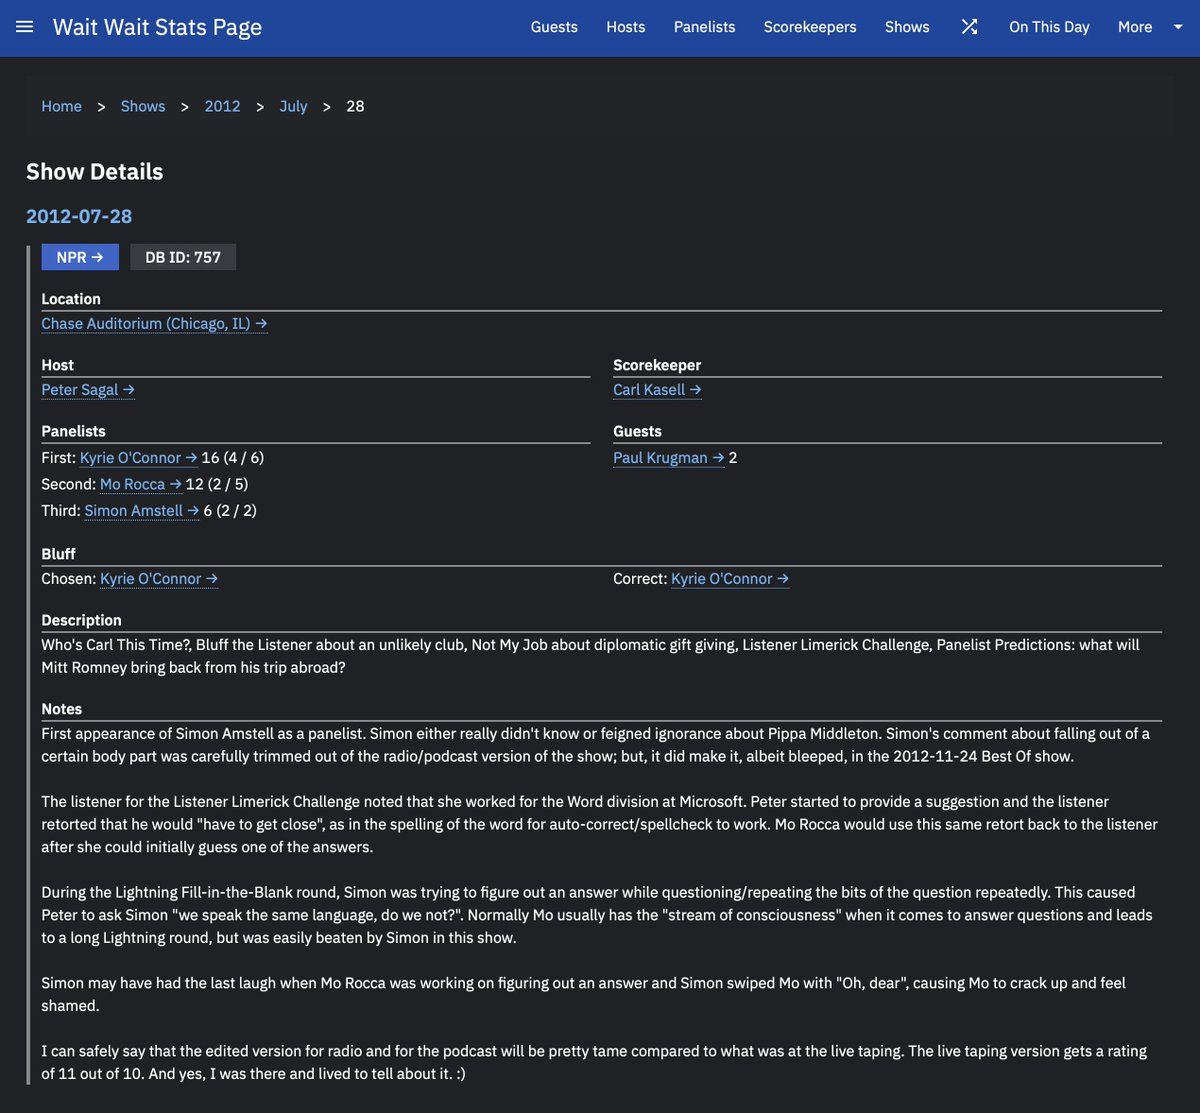 Wait Wait Stats Page
Guests Hosts Panelists Scorekeepers Shows On This Day More
Home > Shows > 2012 > July > 28
Show Details
2012-07-28
NPR → DB ID: 757
Location
Chase Auditorium (Chicago, IL) →
Host
Peter Sagal →
Scorekeeper
Carl Kasell →
Panelists
First: Kyrie O'Connor → 16 (4 / 6)
Second: Mo Rocca → 12 (2 / 5)
Third: Simon Amstell → 6 (2 / 2)
Guests
Paul Krugman → 2
Bluff
Chosen: Kyrie O'Connor →
Correct: Kyrie O'Connor →
Description
Who's Carl This Time?, Bluff the Listener about an unlikely club, Not My Job about diplomatic gift giving, Listener Limerick Challenge, Panelist Predictions: what will
Mitt Romney bring back from his trip abroad?
Notes
First appearance of Simon Amstell as a panelist. Simon either really didn't know or feigned ignorance about Pippa Middleton. Simon's comment about falling out of a
certain body part was carefully trimmed out of the radio/podcast version of the show; but, it did make it, albeit bleeped, in the 2012-11-24 Best Of show.
The listener for the Listener Limerick Challenge noted that she worked for the Word division at Microsoft. Peter started to provide a suggestion and the listener
retorted that he would "have to get close", as in the spelling of the word for auto-correct/spellcheck to work. Mo Rocca would use this same retort back to the listener
after she could initially guess one of the answers.
During the Lightning Fill-in-the-Blank round, Simon was trying to figure out an answer while questioning/repeating the bits of the question repeatedly. This caused
Peter to ask Simon "we speak the same language, do we not?". Normally Mo usually has the "stream of consciousness" when it comes to answer questions and leads
to a long Lightning round, but was easily beaten by Simon in this show.
Simon may have had the last laugh when Mo Rocca was working on figuring out an answer and Simon swiped Mo with "Oh, dear", causing Mo to crack up and feel
shamed.
I can safely say that the edited version for radio and for the podcast will be pretty tame compared to what was at the live taping. The live taping version gets a rating
of 11 out of 10. And yes, I was there and lived to tell about it. :)